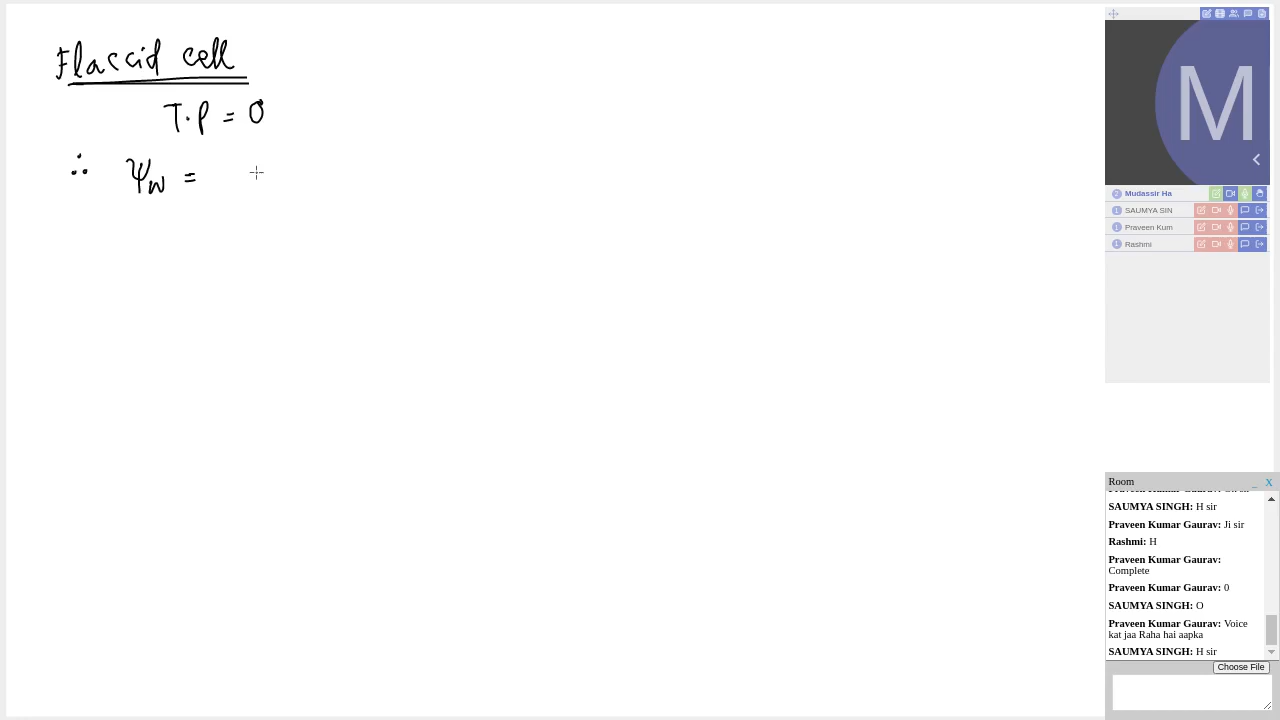 Flaccid cell
T.P = 0
∴ Ψw =
M
Mudassir Ha
SAUMYA SIN
Praveen Kum
Rashmi
Room
_ X
SAUMYA SINGH: H sir
Praveen Kumar Gaurav: Ji sir
Rashmi: H
Praveen Kumar Gaurav:
Complete
Praveen Kumar Gaurav: 0
SAUMYA SINGH: O
Praveen Kumar Gaurav: Voice
kat jaa Raha hai aapka
SAUMYA SINGH: H sir
Choose File